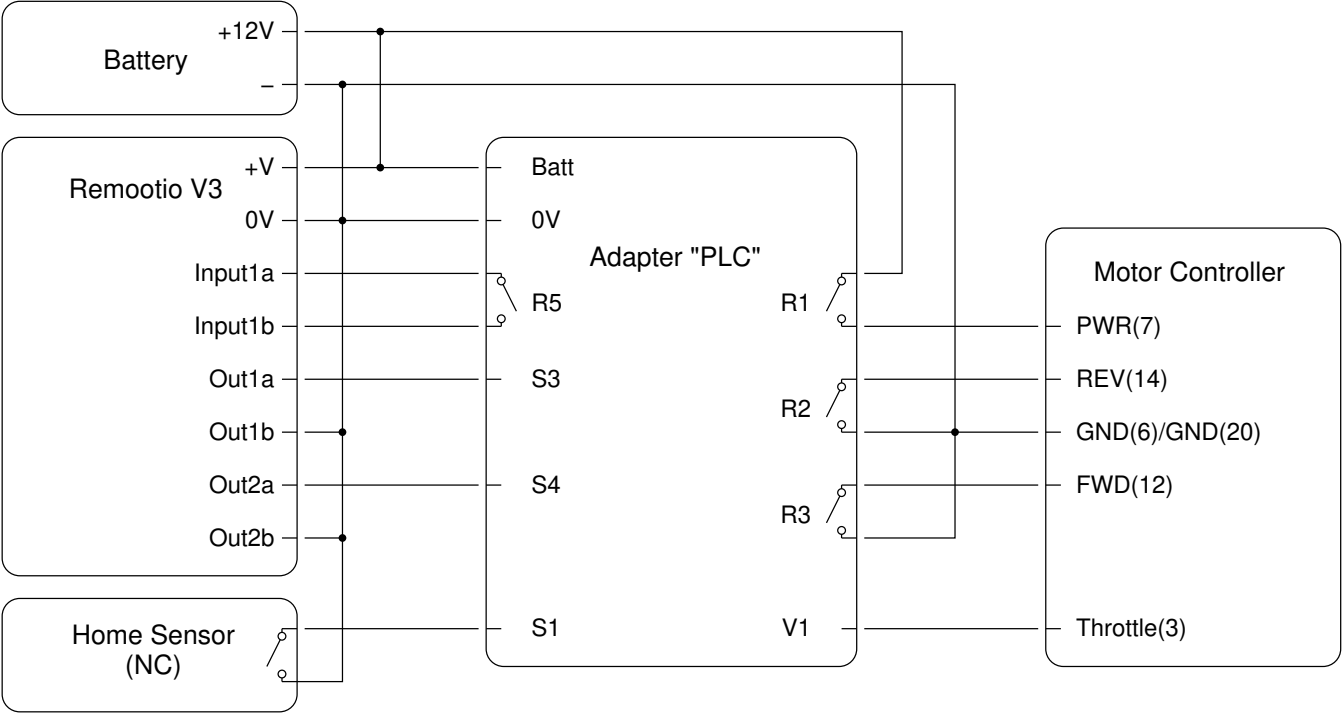 Battery
+12V
–
Remootio V3
+V
0V
Input1a
Input1b
Out1a
Out1b
Out2a
Out2b
Home Sensor
(NC)
Adapter "PLC"
Batt
0V
R5
S3
S4
S1
R1
R2
R3
V1
Motor Controller
PWR(7)
REV(14)
GND(6)/GND(20)
FWD(12)
Throttle(3)